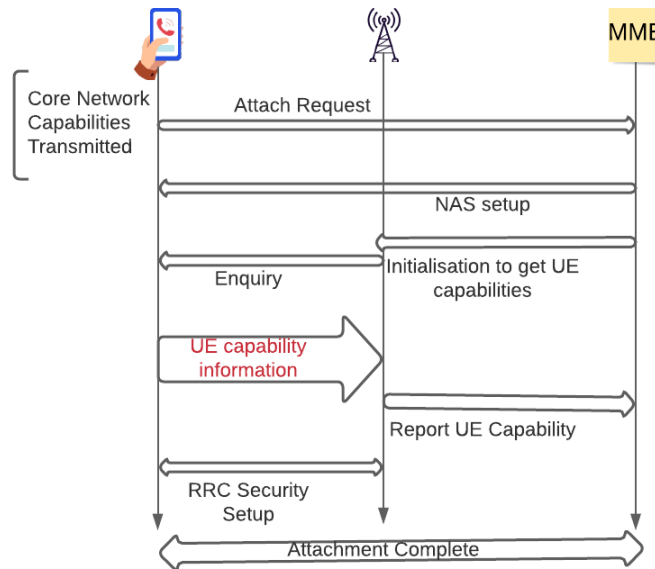 MME
Core Network
Capabilities
Transmitted
Attach Request
NAS setup
Initialisation to get UE
capabilities
Enquiry
UE capability
information
Report UE Capability
RRC Security
Setup
Attachment Complete